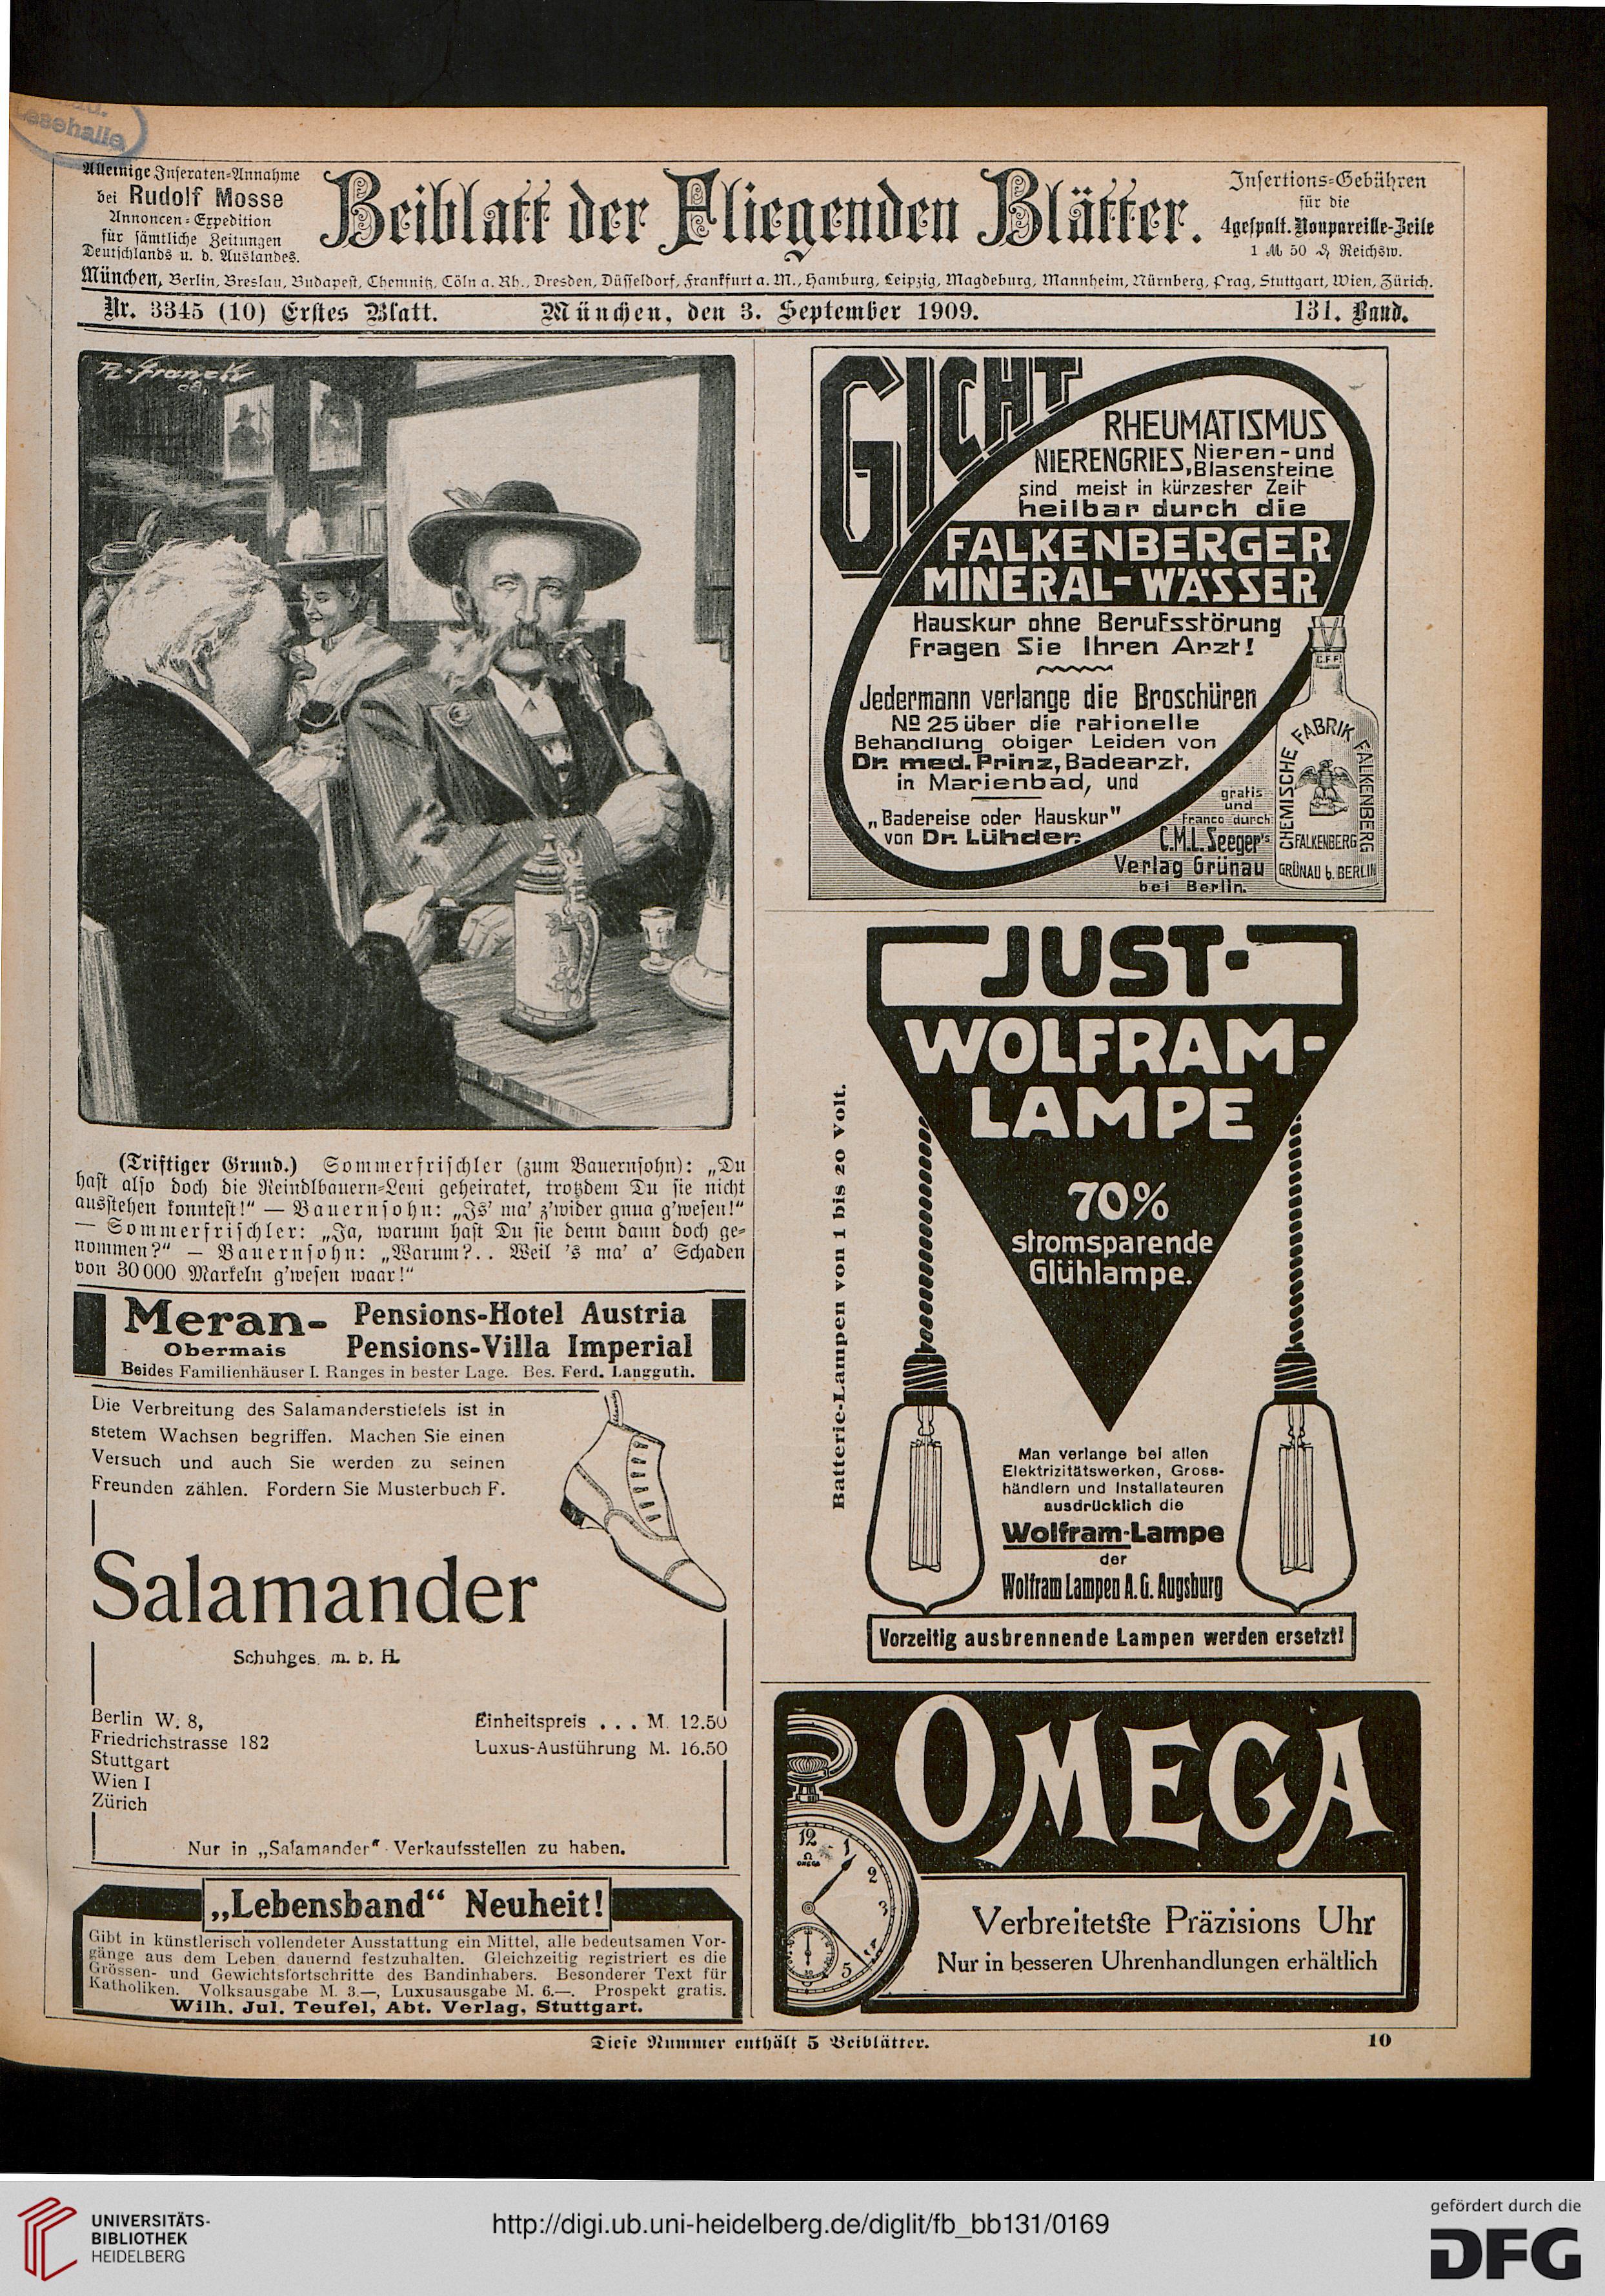 Lesehalle
Alleinige Inseraten-Annahme
bei Rudolf Mosse
Annoncen-Expedition
für sämtliche Zeitungen
Deutschlands u. d. Auslandes.
Beiblatt der Fliegenden Blätter.
Insertions-Gebühren
für die
4gespalt. Nonpareille-Zeile
1 M 50 ₰ Reichsw.
München, Berlin, Breslau, Budapest, Chemnitz, Cöln a. Rh., Dresden, Düsseldorf, Frankfurt a. M., Hamburg, Leipzig, Magdeburg, Mannheim, Nürnberg, Prag, Stuttgart, Wien, Zürich.
Nr. 3345 (10) Erstes Blatt.
München, den 3. September 1909.
131. Band.
(Triftiger Grund.) Sommerfrischler (zum Bauernsohn): „Du
hast also doch die Reindlbauern-Leni geheiratet, trotzdem Du sie nicht
ausstehen konntest!“ — Bauernsohn: „Is' ma' z'wider gnua g'wesen!“
— Sommerfrischler: „Ja, warum hast Du sie denn dann doch ge-
nommen?“ — Bauernsohn: „Warum?.. Weil 's ma' a' Schaden
von 30000 Markeln g'wesen waar!“
Meran-
Obermais
Pensions-Hotel Austria
Pensions-Villa Imperial
Beides Familienhäuser I. Ranges in bester Lage. Bes. Ferd. Langguth.
Die Verbreitung des Salamanderstiefels ist in
stetem Wachsen begriffen. Machen Sie einen
Versuch und auch Sie werden zu seinen
Freunden zählen. Fordern Sie Musterbuch F.
Salamander
Schuhges. m. b. H.
Berlin W. 8,
Friedrichstrasse 182
Stuttgart
Wien I
Zürich
Einheitspreis . . . M. 12.50
Luxus-Ausführung M. 16.50
Nur in „Salamander“-Verkaufsstellen zu haben.
„Lebensband“ Neuheit!
Gibt in künstlerisch vollendeter Ausstattung ein Mittel, alle bedeutsamen Vor-
gänge aus dem Leben dauernd festzuhalten. Gleichzeitig registriert es die
Grössen- und Gewichtsfortschritte des Bandinhabers. Besonderer Text für
Katholiken. Volksausgabe M. 3.—, Luxusausgabe M. 6.—. Prospekt gratis.
Wilh. Jul. Teufel, Abt. Verlag, Stuttgart.
GICHT
RHEUMATISMUS
NIERENGRIES, Nieren- und
Blasensteine
sind meist in kürzester Zeit
heilbar durch die
FALKENBERGER
MINERAL-WÄSSER
Hauskur ohne Berufsstörung
Fragen Sie Ihren Arzt!
Jedermann verlange die Broschüren
No 25 über die rationelle
Behandlung obiger Leiden von
Dr. med. Prinz, Badearzt,
in Marienbad, und
„Badereise oder Hauskur"
von Dr. Lühder.
gratis
und
Franco durch
C.M.L. Seeger's
Verlag Grünau
bei Berlin.
C.F.F.
CHEMISCHE FABRIK FALKENBERG
FALKENBERG
GRÜNAU b. BERLIN
JUST-
WOLFRAM-
LAMPE
70%
stromsparende
Glühlampe.
Batterie-Lampen von 1 bis 20 Volt.
Man verlange bei allen
Elektrizitätswerken, Gross-
händlern und Installateuren
ausdrücklich die
Wolfram-Lampe
der
Wolfram Lampen A.G. Augsburg
Vorzeitig ausbrennende Lampen werden ersetzt!
OMEGA
12
1
2
3
5
Ω
OMEGA
Verbreitetste Präzisions Uhr
Nur in besseren Uhrenhandlungen erhältlich
Diese Nummer enthält 5 Beiblätter.
10
UNIVERSITÄTS-
BIBLIOTHEK
HEIDELBERG
http://digi.ub.uni-heidelberg.de/diglit/fb_bb131/0169
gefördert durch die
DFG